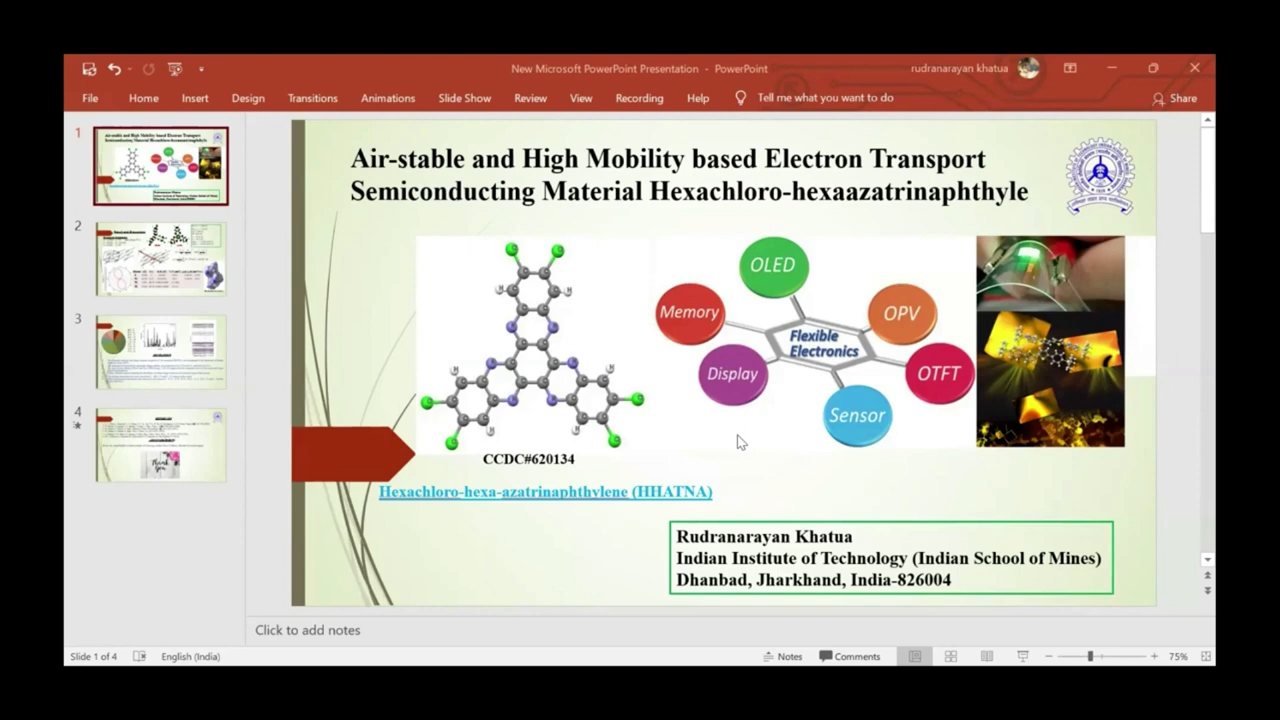 New Microsoft PowerPoint Presentation - PowerPoint
rudranarayan khatua
File Home Insert Design Transitions Animations Slide Show Review View Recording Help Tell me what you want to do Share
1
2
3
4
Air-stable and High Mobility based Electron Transport
Semiconducting Material Hexachloro-hexaazatrinaphthyle
OLED
Memory
OPV
Flexible
Electronics
Display
OTFT
Sensor
CCDC#620134
Hexachloro-hexa-azatrinaphthylene (HHATNA)
Rudranarayan Khatua
Indian Institute of Technology (Indian School of Mines)
Dhanbad, Jharkhand, India-826004
Click to add notes
Slide 1 of 4 English (India) Notes Comments 75%